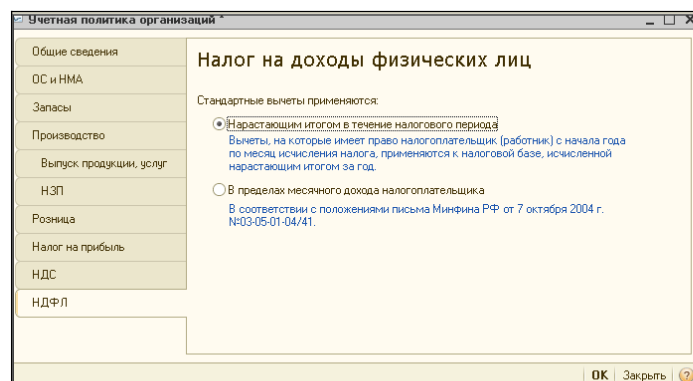 Учетная политика организаций *
Общие сведения
ОС и НМА
Запасы
Производство
Выпуск продукции, услуг
НЗП
Розница
Налог на прибыль
НДС
НДФЛ
Налог на доходы физических лиц
Стандартные вычеты применяются:
Нарастающим итогом в течение налогового периода
Вычеты, на которые имеет право налогоплательщик (работник) с начала года
по месяц исчисления налога, применяются к налоговой базе, исчисленной
нарастающим итогом за год.
В пределах месячного дохода налогоплательщика
В соответствии с положениями письма Минфина РФ от 7 октября 2004 г.
№03-05-01-04/41.
OK Закрыть ?